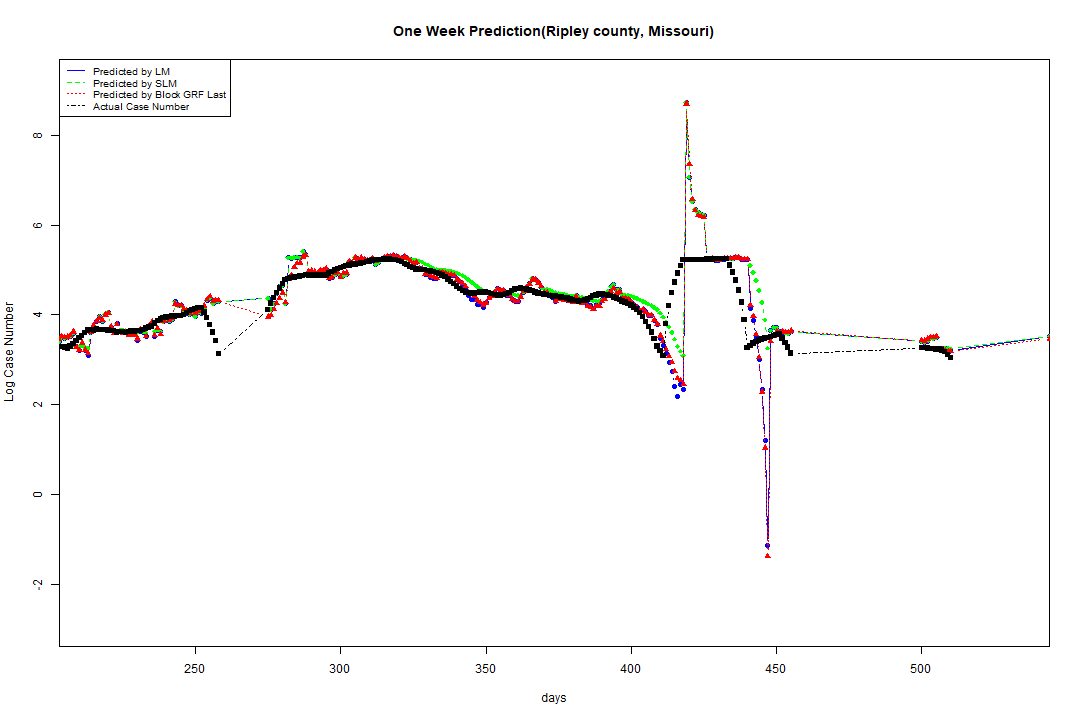 One Week Prediction(Ripley county, Missouri)
Predicted by LM
Predicted by SLM
Predicted by Block GRF Last
Actual Case Number
8
6
4
2
0
-2
Log Case Number
250 300 350 400 450 500
days